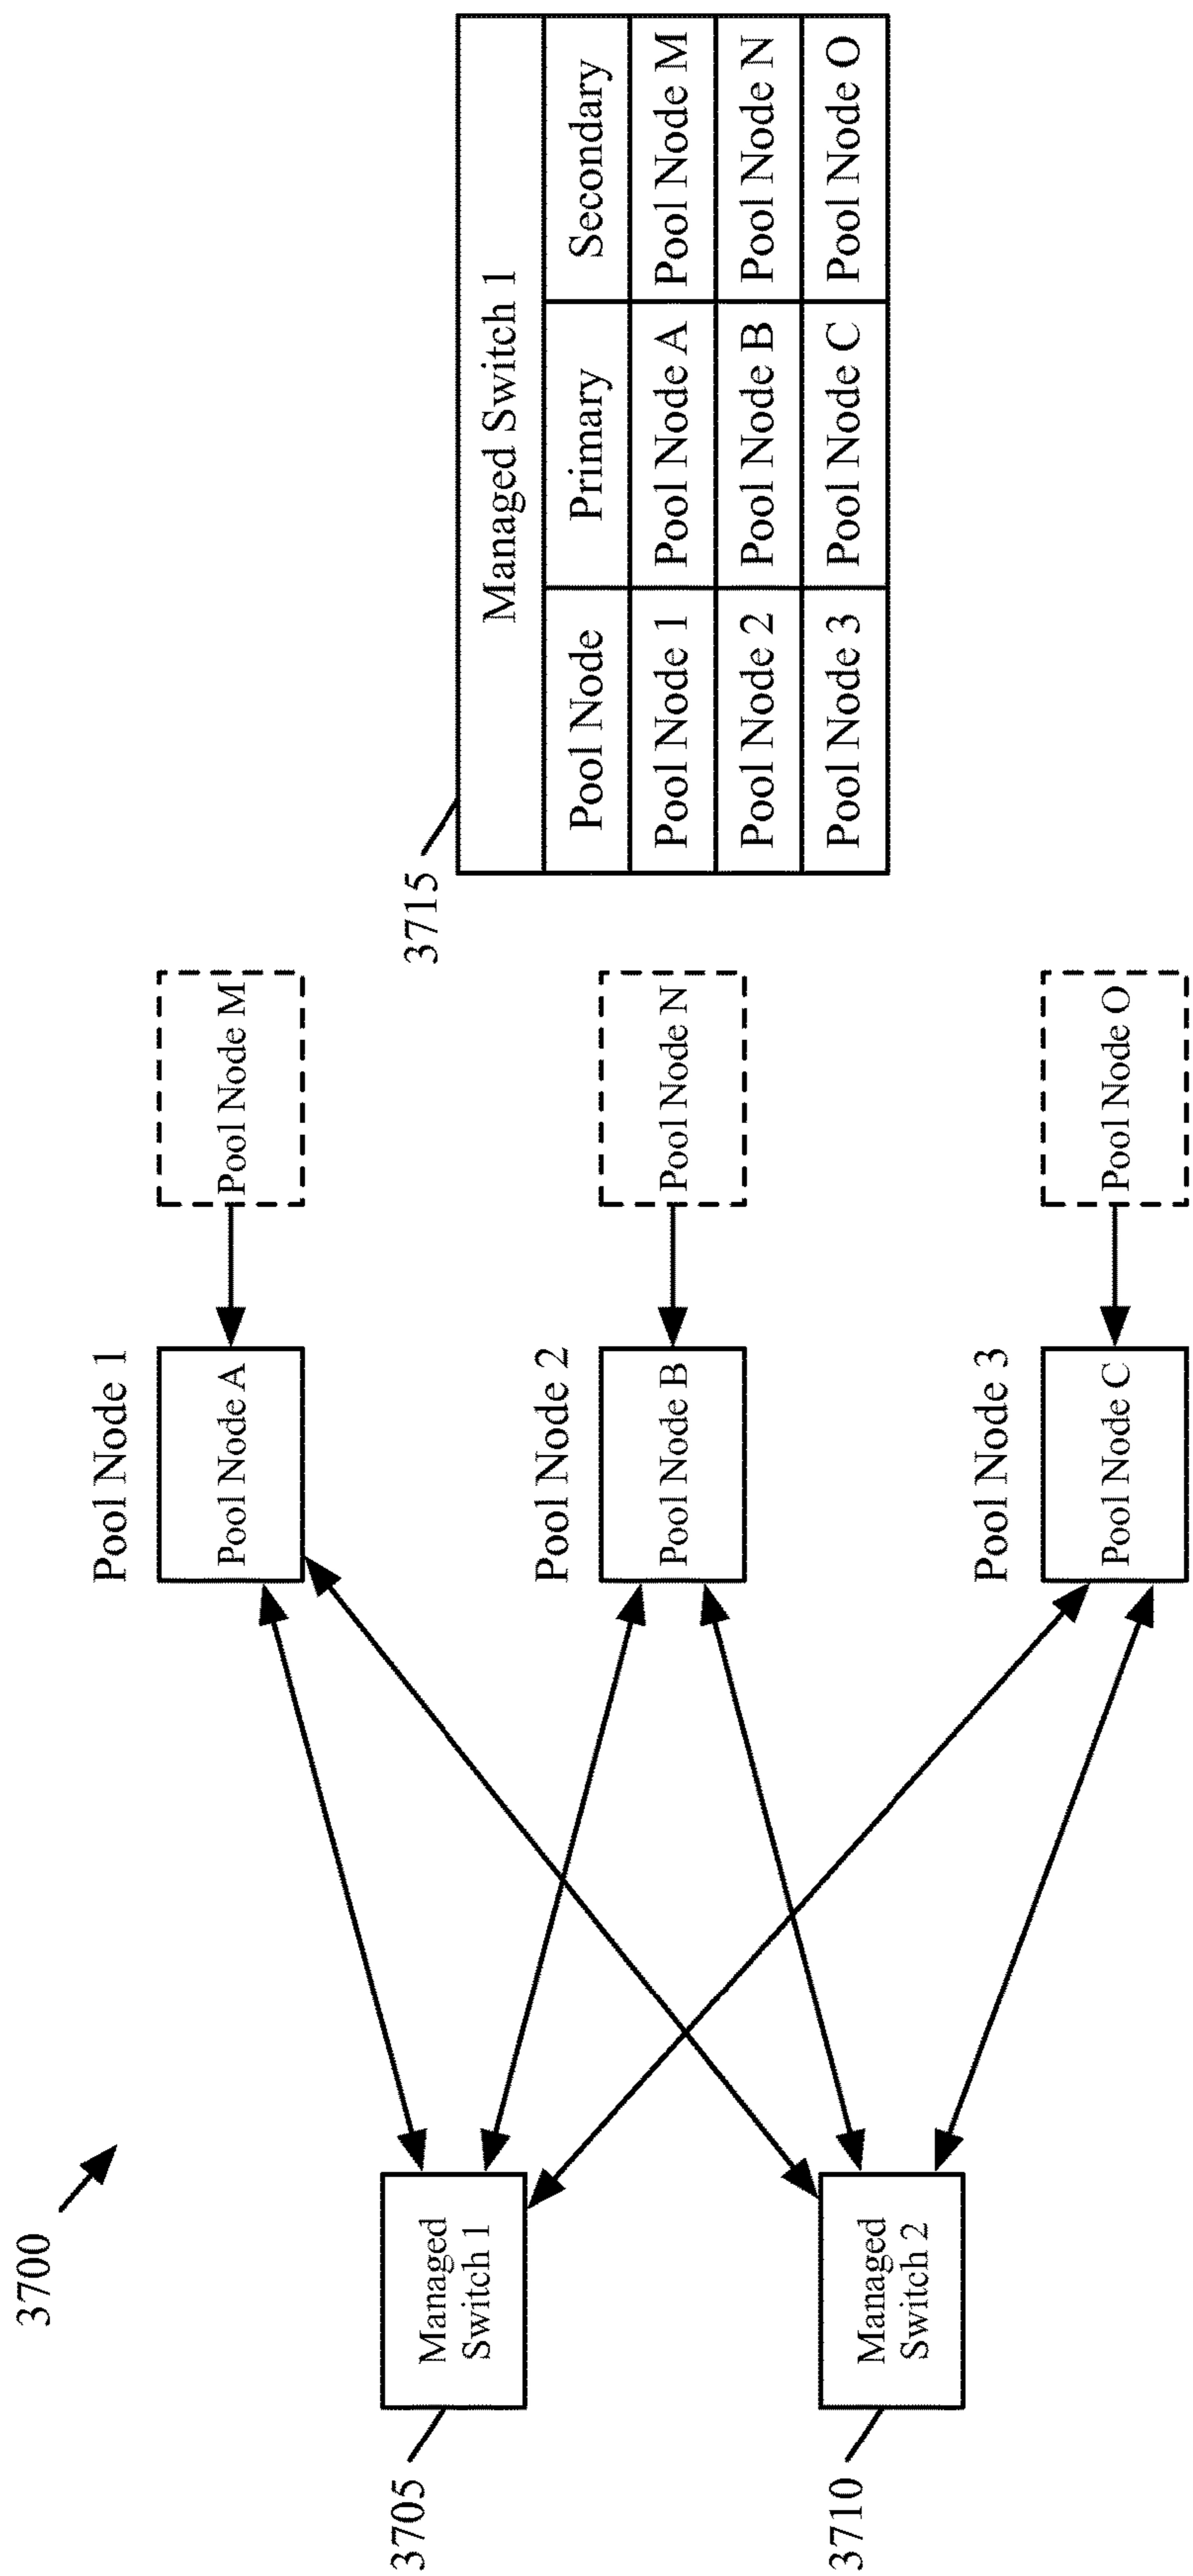 3700
3705
Managed
Switch 1
3710
Managed
Switch 2
Pool Node 1
Pool Node A
Pool Node M
Pool Node 2
Pool Node B
Pool Node N
Pool Node 3
Pool Node C
Pool Node O
3715
Managed Switch 1
Pool Node Primary Secondary
Pool Node 1 Pool Node A Pool Node M
Pool Node 2 Pool Node B Pool Node N
Pool Node 3 Pool Node C Pool Node O